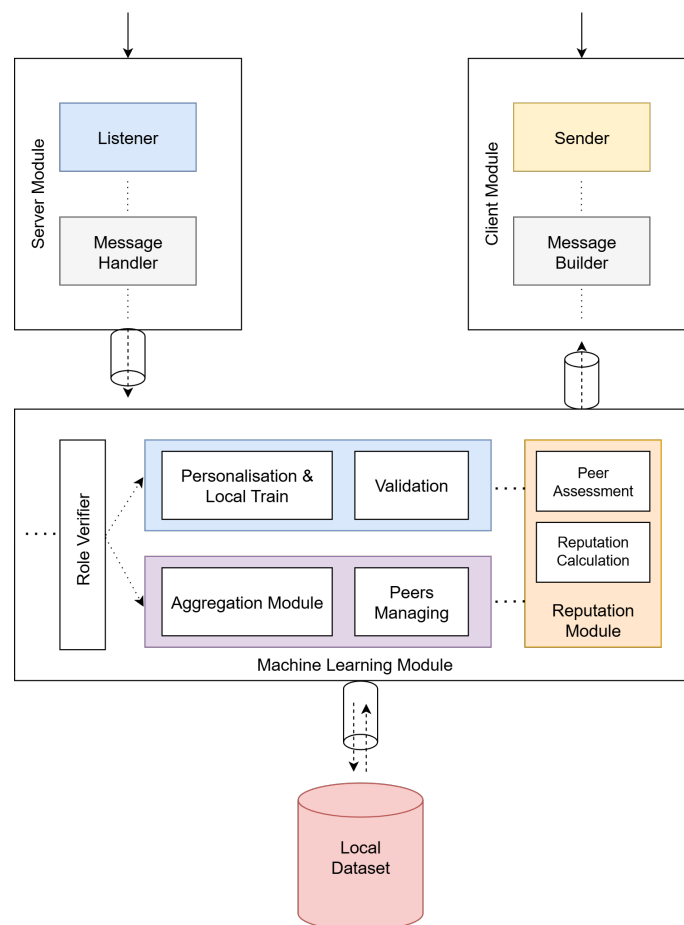 Server Module
Listener
Message
Handler
Client Module
Sender
Message
Builder
Role Verifier
Personalisation &
Local Train
Validation
Aggregation Module
Peers
Managing
Peer
Assessment
Reputation
Calculation
Reputation
Module
Machine Learning Module
Local
Dataset